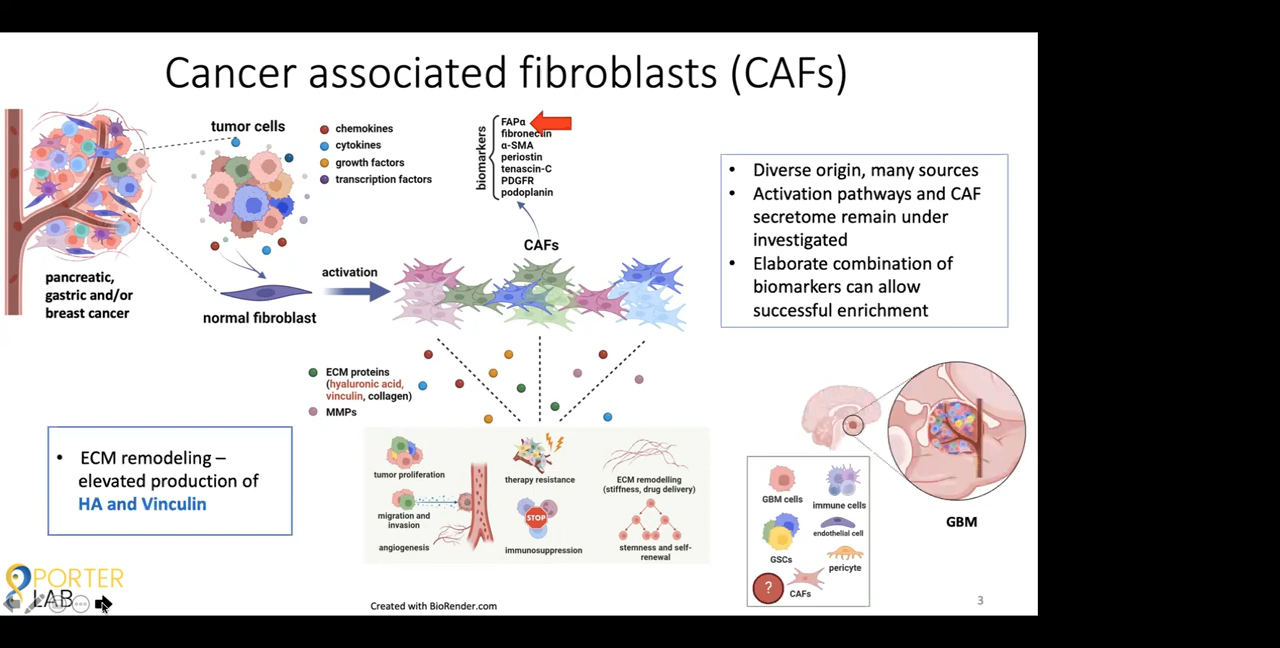 Cancer associated fibroblasts (CAFs)
tumor cells
chemokines
cytokines
growth factors
transcription factors
biomarkers
FAPα
fibronectin
α-SMA
periostin
tenascin-C
PDGFR
podoplanin
CAFs
pancreatic,
gastric and/or
breast cancer
normal fibroblast
activation
• Diverse origin, many sources
• Activation pathways and CAF
secretome remain under
investigated
• Elaborate combination of
biomarkers can allow
successful enrichment
ECM proteins
(hyaluronic acid,
vinculin, collagen)
MMPs
• ECM remodeling –
elevated production of
HA and Vinculin
tumor proliferation
migration and
invasion
angiogenesis
therapy resistance
STOP
immunosuppression
ECM remodelling
(stiffness, drug delivery)
stemness and self-
renewal
GBM cells
immune cells
GSCs
endothelial cell
pericyte
?
CAFs
GBM
PORTER
LAB
Created with BioRender.com
3